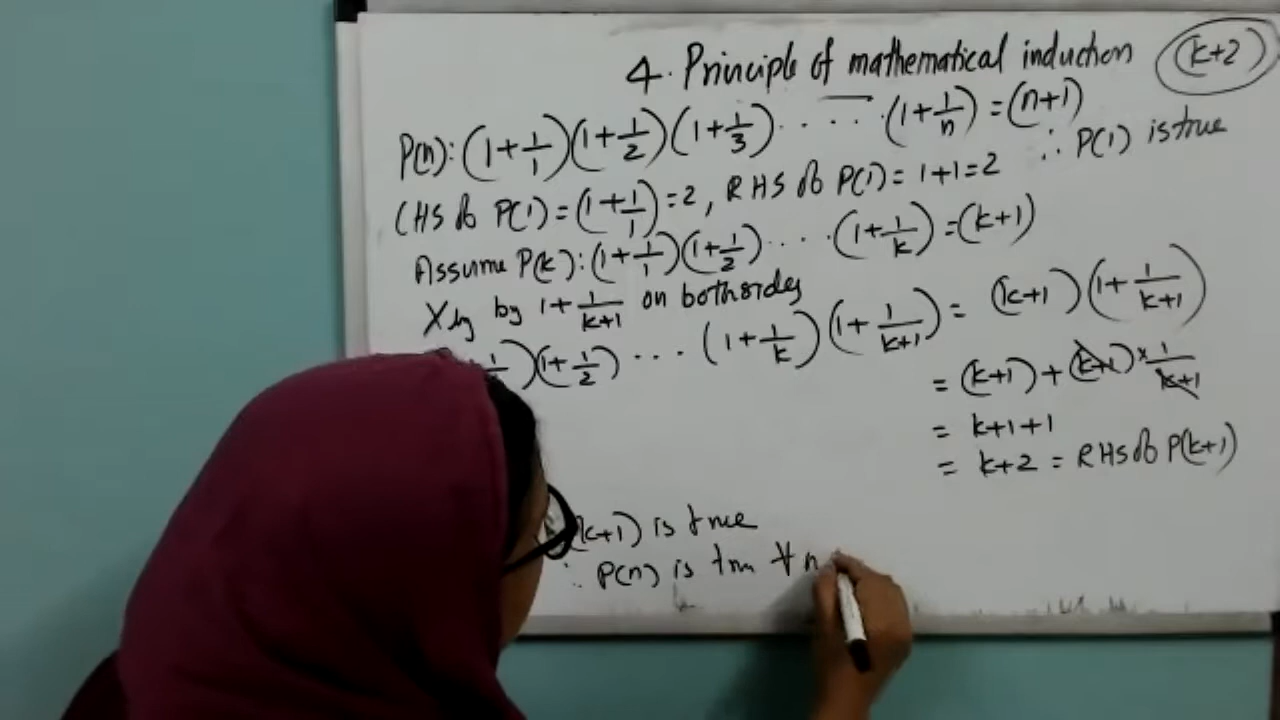 4. Principle of mathematical induction (k+2)
P(n): (1+1/1)(1+1/2)(1+1/3) . . . . . . (1+1/n) = (n+1)
LHS of P(1) = (1+1/1) = 2, RHS of P(1) = 1+1=2 ∴ P(1) is true
Assume P(k): (1+1/1)(1+1/2) . . . . (1+1/k) = (k+1)
Xly by 1+1/(k+1) on both sides
(1+1/2) . . . (1+1/k)(1+1/(k+1)) = (k+1)(1+1/(k+1))
= (k+1) + (k+1) × 1/(k+1)
= k+1+1
= k+2 = RHS of P(k+1)
(k+1) is true
∴ P(n) is true ∀ n